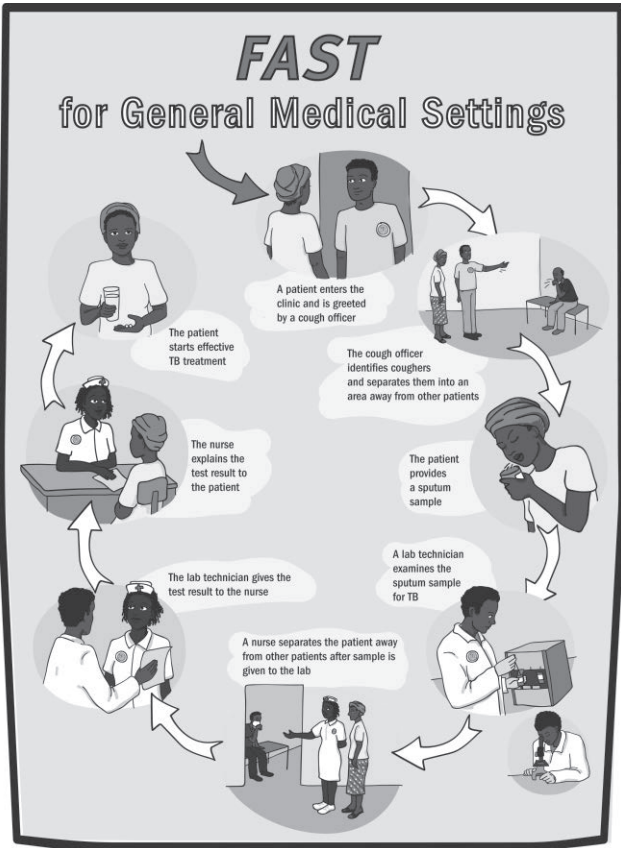 FAST
for General Medical Settings
A patient enters the
clinic and is greeted
by a cough officer
The cough officer
identifies coughers
and separates them into an
area away from other patients
The patient
provides
a sputum
sample
A lab technician
examines the
sputum sample
for TB
A nurse separates the patient away
from other patients after sample is
given to the lab
The lab technician gives the
test result to the nurse
The nurse
explains the
test result to
the patient
The patient
starts effective
TB treatment